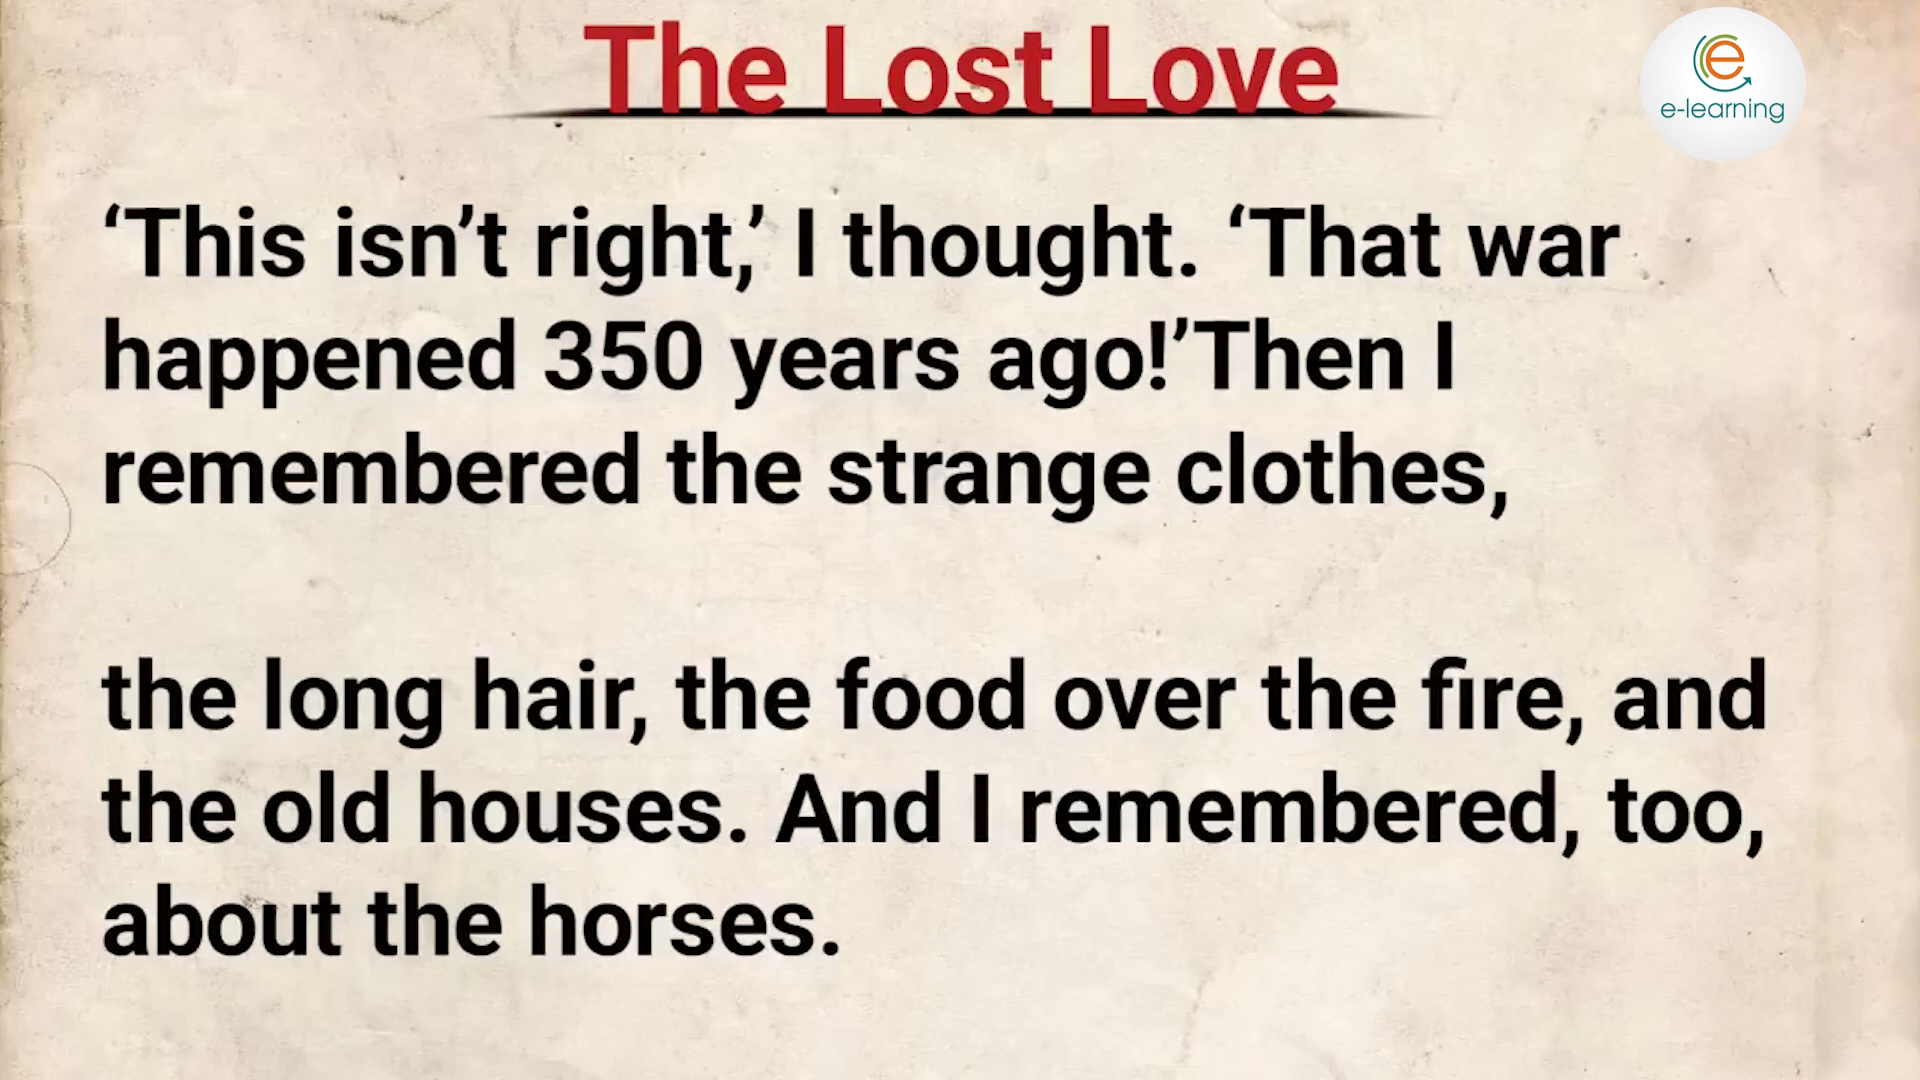 The Lost Love
e
e-learning
‘This isn’t right,’ I thought. ‘That war
happened 350 years ago!’Then I
remembered the strange clothes,
the long hair, the food over the fire, and
the old houses. And I remembered, too,
about the horses.